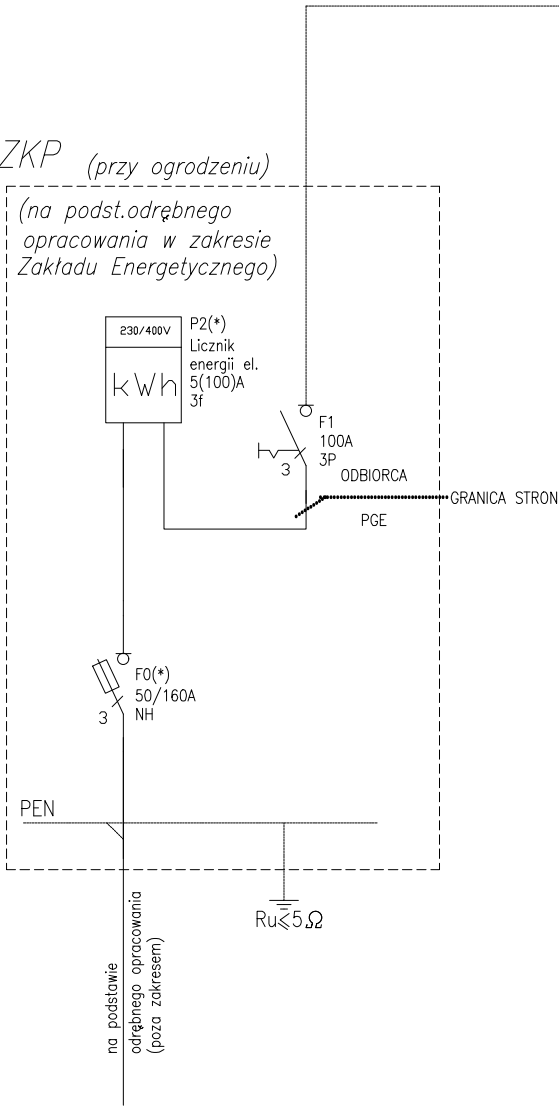 ZKP (przy ogrodzeniu)
(na podst.odrębnego
opracowania w zakresie
Zakładu Energetycznego)
230/400V
kWh
P2(*)
Licznik
energii el.
5(100)A
3f
F1
100A
3P
3
ODBIORCA
GRANICA STRON
PGE
F0(*)
50/160A
NH
3
PEN
Ru≤5Ω
na podstawie
odrębnego opracowania
(poza zakresem)